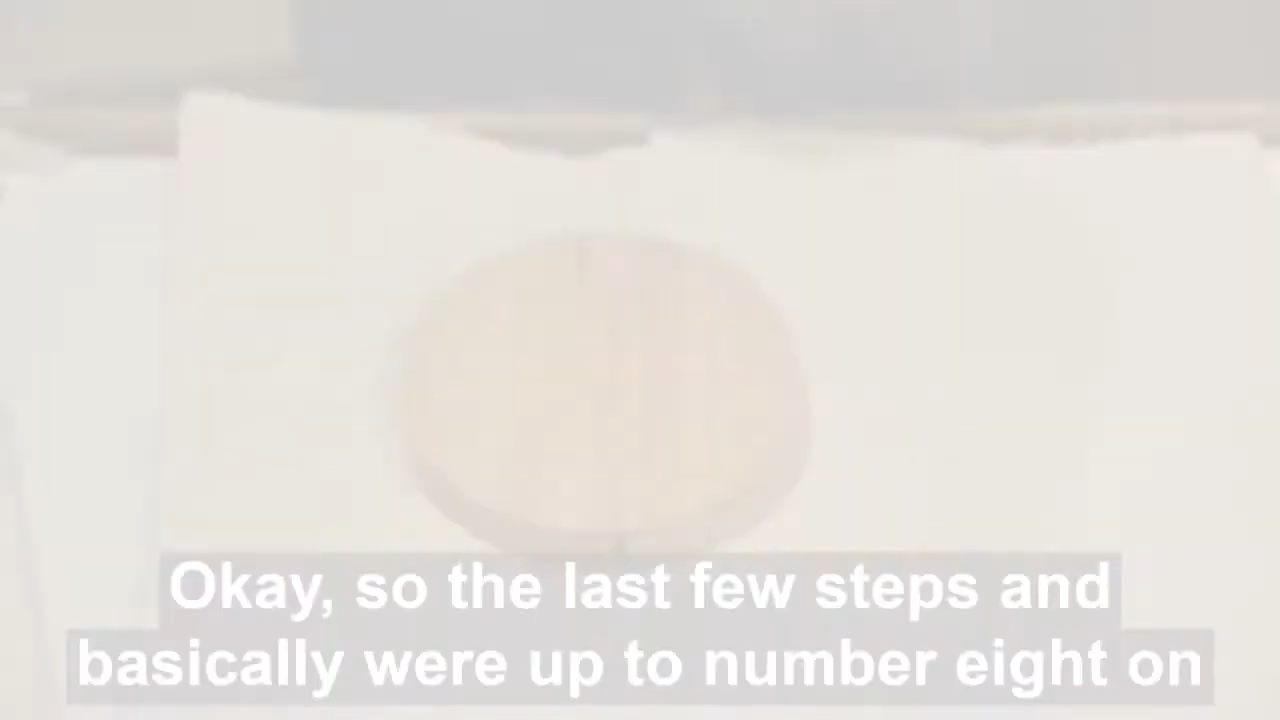 Okay, so the last few steps and
basically were up to number eight on